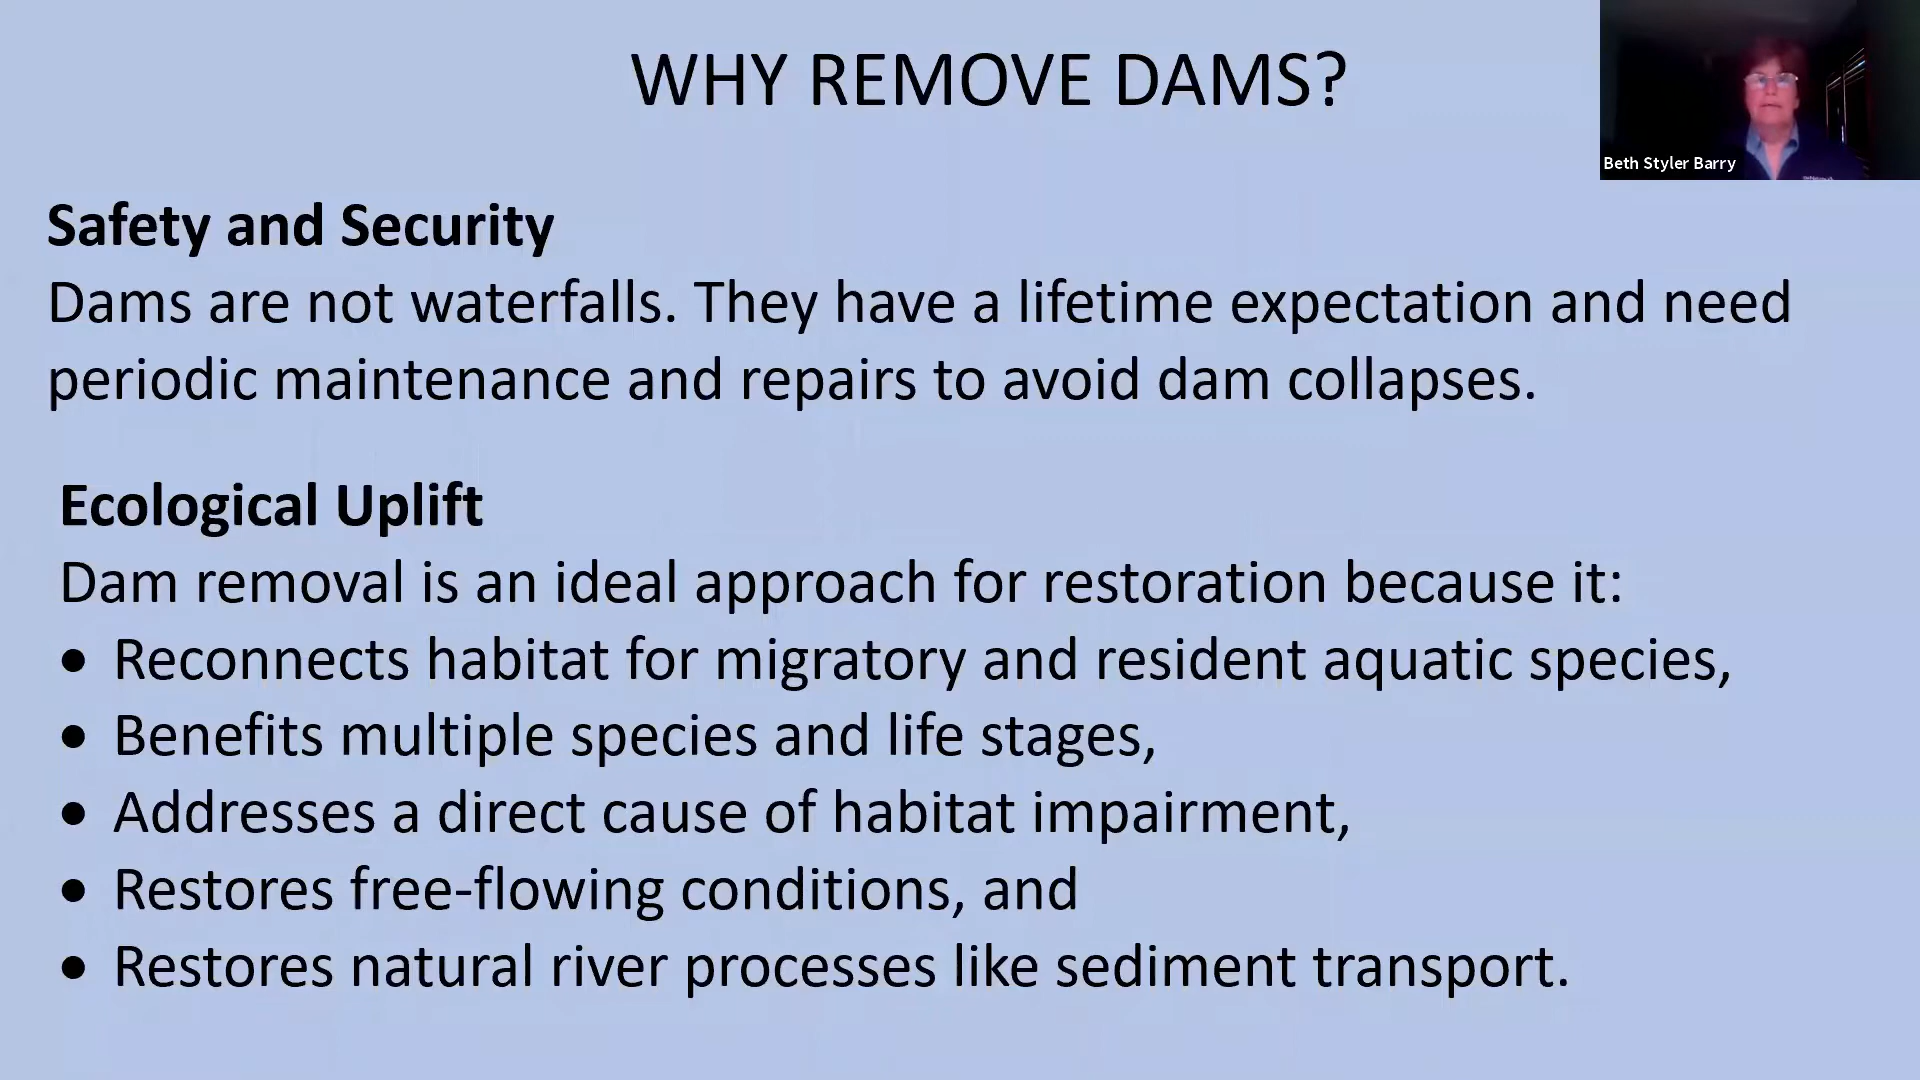 WHY REMOVE DAMS?
Beth Styler Barry
Safety and Security
Dams are not waterfalls. They have a lifetime expectation and need
periodic maintenance and repairs to avoid dam collapses.
Ecological Uplift
Dam removal is an ideal approach for restoration because it:
• Reconnects habitat for migratory and resident aquatic species,
• Benefits multiple species and life stages,
• Addresses a direct cause of habitat impairment,
• Restores free-flowing conditions, and
• Restores natural river processes like sediment transport.